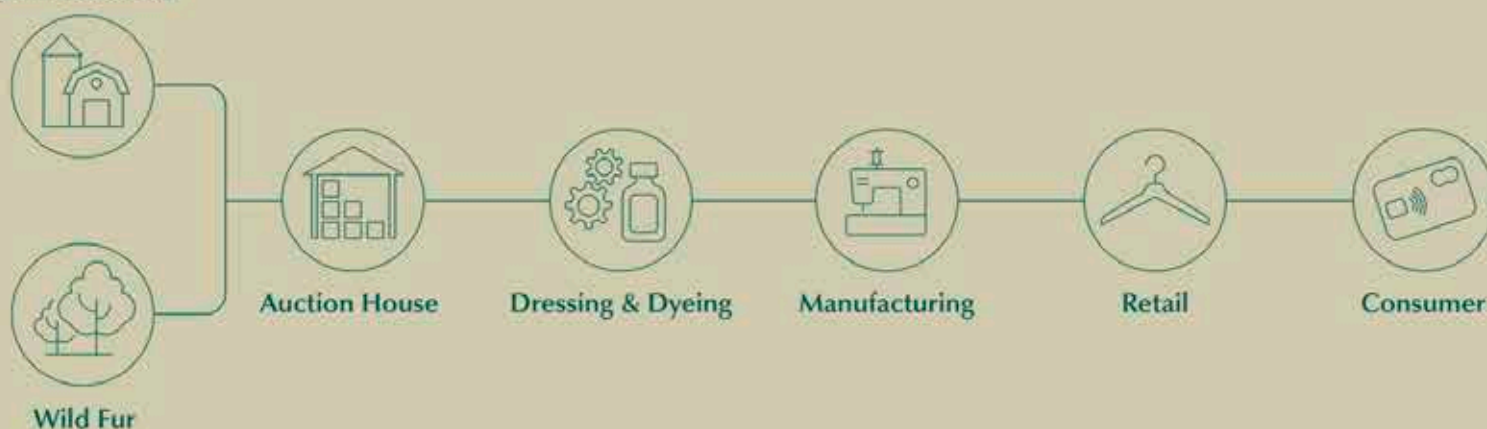 Auction House
Dressing & Dyeing
Manufacturing
Retail
Consumer
Wild Fur